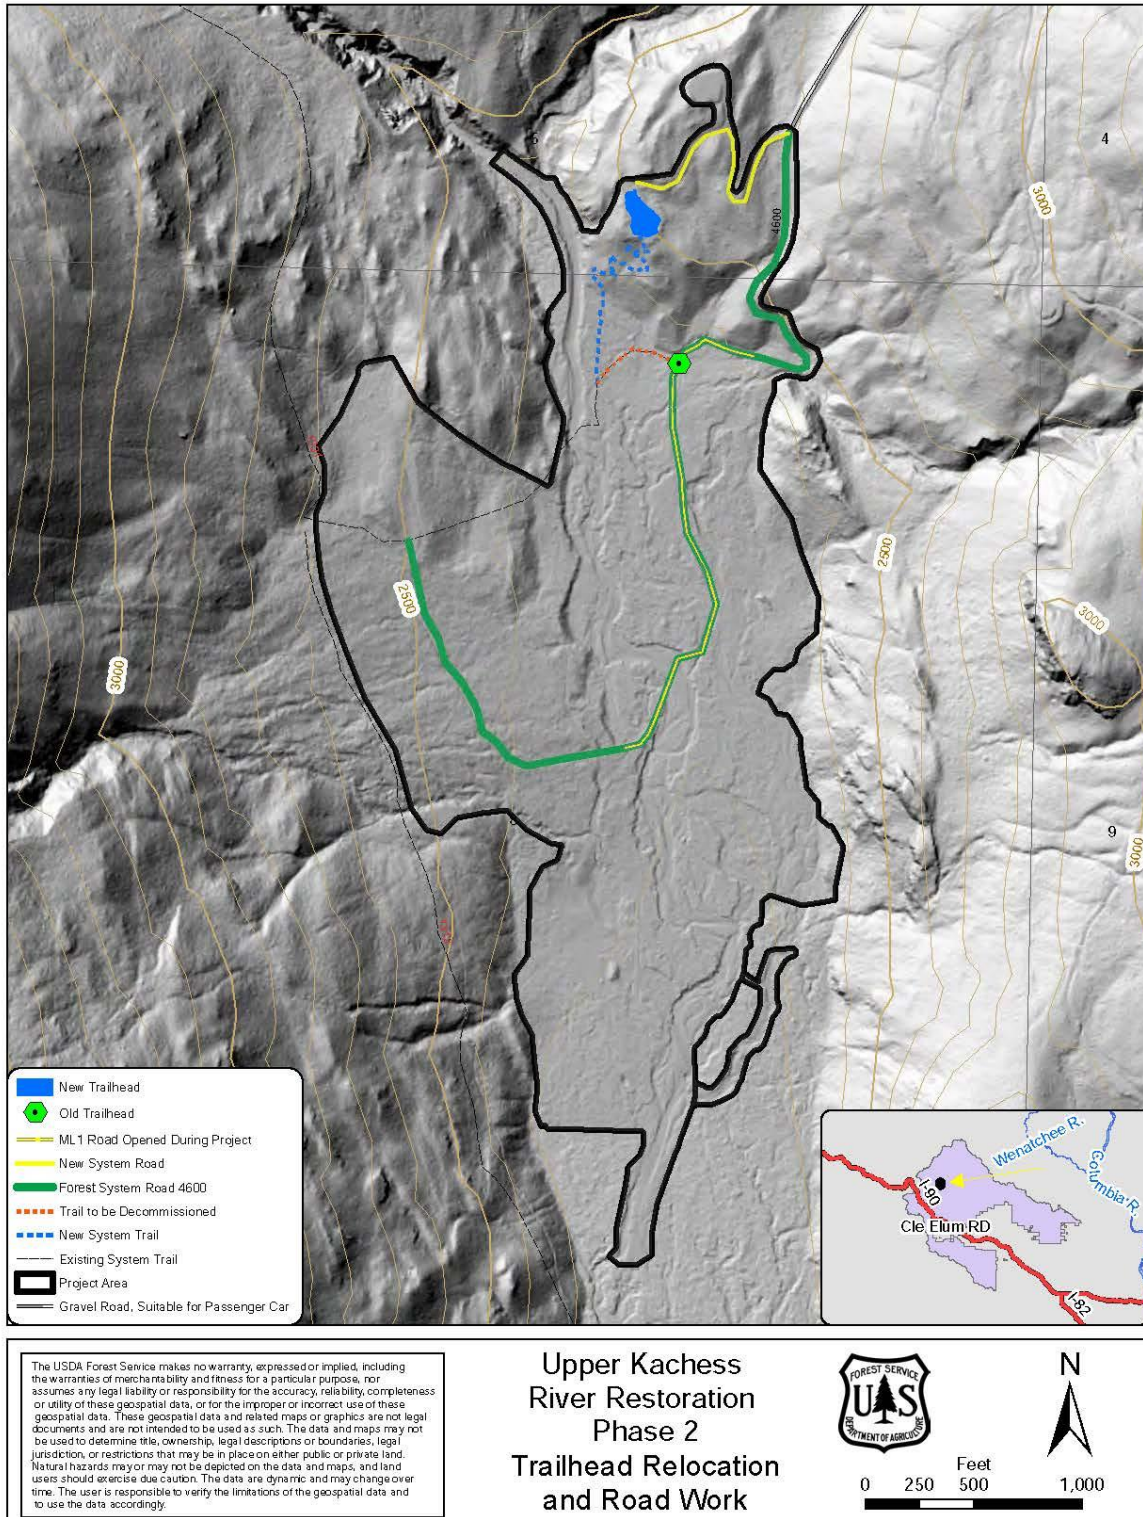 4
3000
4600
2500
2500
3000
3000
3000
9
New Trailhead
Old Trailhead
ML1 Road Opened During Project
New System Road
Forest System Road 4600
Trail to be Decommissioned
New System Trail
Existing System Trail
Project Area
Gravel Road, Suitable for Passenger Car
Wenatchee R.
Columbia R.
I-90
Cle Elum RD
I-82
The USDA Forest Service makes no warranty, expressed or implied, including
the warranties of merchantability and fitness for a particular purpose, nor
assumes any legal liability or responsibility for the accuracy, reliability, completeness
or utility of these geospatial data, or for the improper or incorrect use of these
geospatial data. These geospatial data and related maps or graphics are not legal
documents and are not intended to be used as such. The data and maps may not
be used to determine title, ownership, legal descriptions or boundaries, legal
jurisdiction, or restrictions that may be in place on either public or private land.
Natural hazards may or may not be depicted on the data and maps, and land
users should exercise due caution. The data are dynamic and may change over
time. The user is responsible to verify the limitations of the geospatial data and
to use the data accordingly.
Upper Kachess
River Restoration
Phase 2
Trailhead Relocation
and Road Work
FOREST SERVICE
U S
DEPARTMENT OF AGRICULTURE
N
Feet
0 250 500 1,000